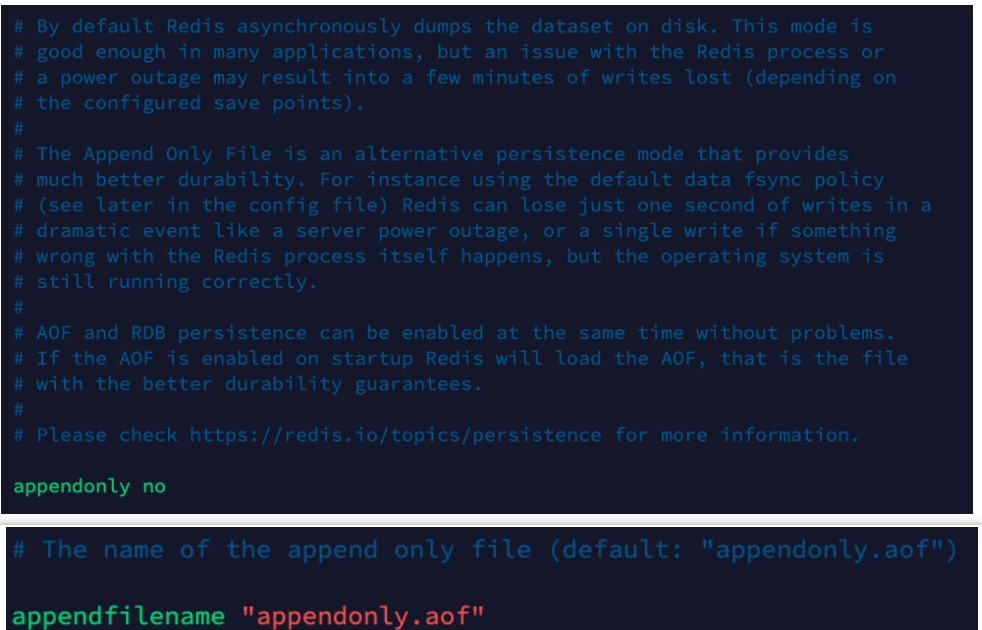 # By default Redis asynchronously dumps the dataset on disk. This mode is
# good enough in many applications, but an issue with the Redis process or
# a power outage may result into a few minutes of writes lost (depending on
# the configured save points).
#
# The Append Only File is an alternative persistence mode that provides
# much better durability. For instance using the default data fsync policy
# (see later in the config file) Redis can lose just one second of writes in a
# dramatic event like a server power outage, or a single write if something
# wrong with the Redis process itself happens, but the operating system is
# still running correctly.
#
# AOF and RDB persistence can be enabled at the same time without problems.
# If the AOF is enabled on startup Redis will load the AOF, that is the file
# with the better durability guarantees.
#
# Please check https://redis.io/topics/persistence for more information.
appendonly no
# The name of the append only file (default: "appendonly.aof")
appendfilename "appendonly.aof"